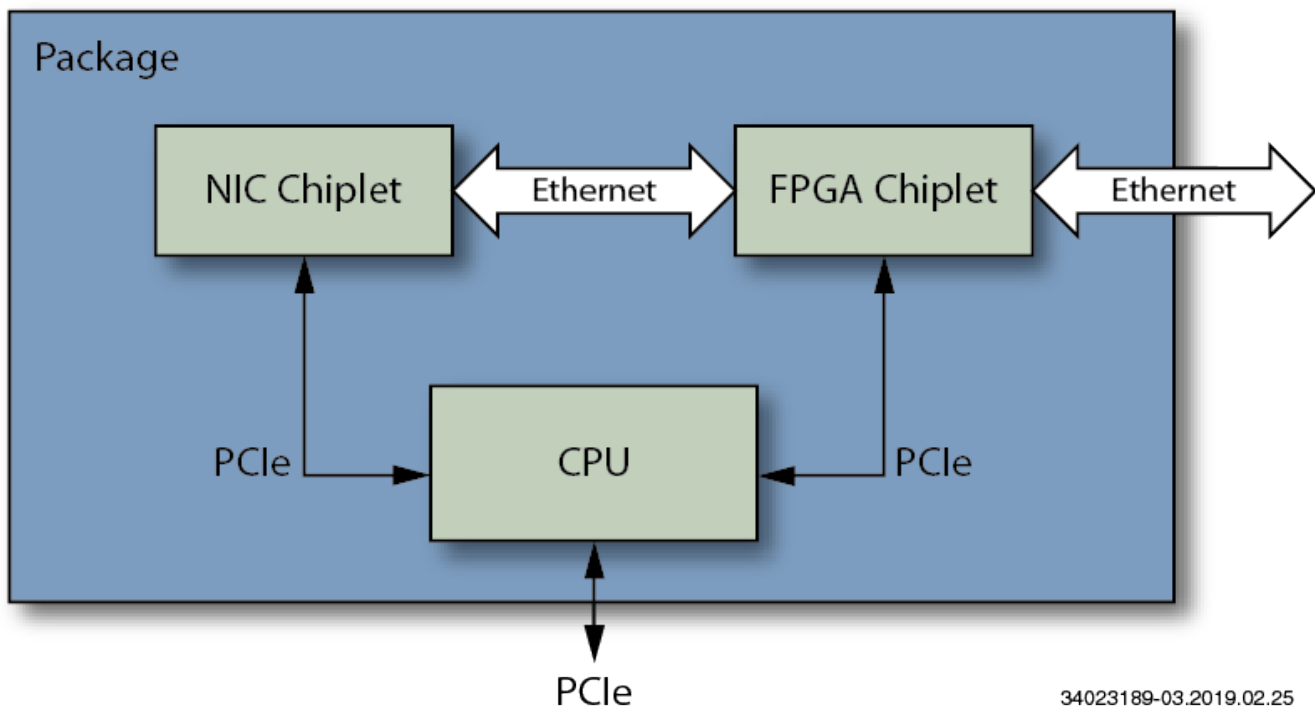 Package
NIC Chiplet
Ethernet
FPGA Chiplet
Ethernet
PCIe
CPU
PCIe
PCIe
34023189-03.2019.02.25